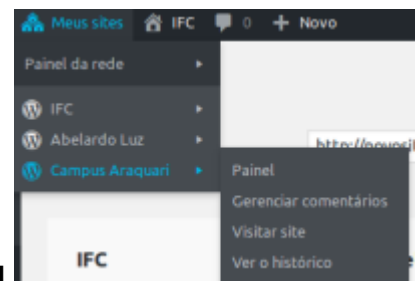 Meus sites IFC 0 + Novo
Painel da rede
IFC
Abelardo Luz
Campus Araquari
Painel
Gerenciar comentários
Visitar site
Ver o histórico
IFC